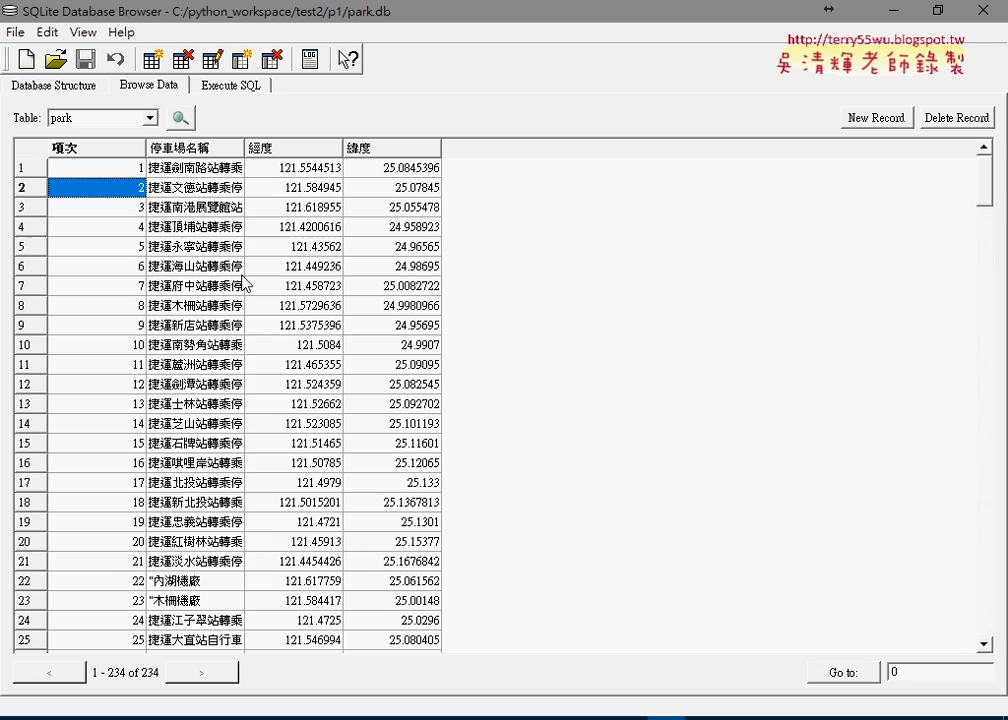 SQLite Database Browser - C:/python_workspace/test2/p1/park.db
File Edit View Help
http://terry55wu.blogspot.tw
吳清輝老師錄製
LOG
Database Structure Browse Data Execute SQL
Table: park New Record Delete Record
項次 停車場名稱 經度 緯度
1 1 捷運劍南路站轉乘 121.5544513 25.0845396
2 2 捷運文德站轉乘停 121.584945 25.07845
3 3 捷運南港展覽館站 121.618955 25.055478
4 4 捷運頂埔站轉乘停 121.4200616 24.958923
5 5 捷運永寧站轉乘停 121.43562 24.96565
6 6 捷運海山站轉乘停 121.449236 24.98695
7 7 捷運府中站轉乘停 121.458723 25.0082722
8 8 捷運木柵站轉乘停 121.5729636 24.9980966
9 9 捷運新店站轉乘停 121.5375396 24.95695
10 10 捷運南勢角站轉乘 121.5084 24.9907
11 11 捷運蘆洲站轉乘停 121.465355 25.09095
12 12 捷運劍潭站轉乘停 121.524359 25.082545
13 13 捷運士林站轉乘停 121.52662 25.092702
14 14 捷運芝山站轉乘停 121.523085 25.101193
15 15 捷運石牌站轉乘停 121.51465 25.11601
16 16 捷運唭哩岸站轉乘 121.50785 25.12065
17 17 捷運北投站轉乘停 121.4979 25.133
18 18 捷運新北投站轉乘 121.5015201 25.1367813
19 19 捷運忠義站轉乘停 121.4721 25.1301
20 20 捷運紅樹林站轉乘 121.45913 25.15377
21 21 捷運淡水站轉乘停 121.4454426 25.1676842
22 22 "內湖機廠 121.617759 25.061562
23 23 "木柵機廠 121.584417 25.00148
24 24 捷運江子翠站轉乘 121.4725 25.0296
25 25 捷運大直站自行車 121.546994 25.080405
< 1 - 234 of 234 > Go to: 0